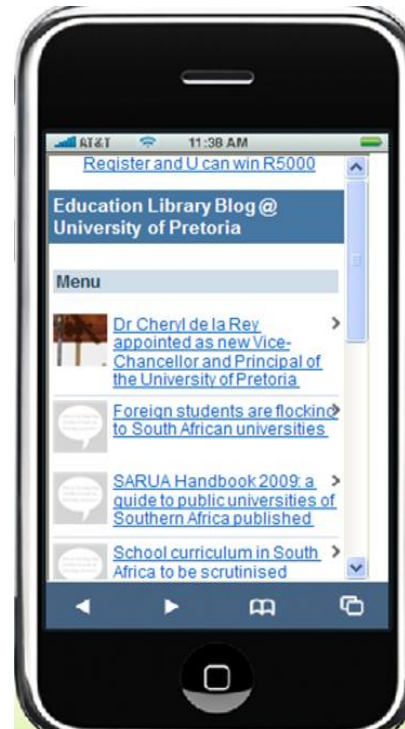 AT&T 11:38 AM
Register and U can win R5000
Education Library Blog @
University of Pretoria
Menu
Dr Cheryl de la Rey
appointed as new Vice-
Chancellor and Principal of
the University of Pretoria
Foreign students are flocking
to South African universities
SARUA Handbook 2009: a
guide to public universities of
Southern Africa published
School curriculum in South
Africa to be scrutinised